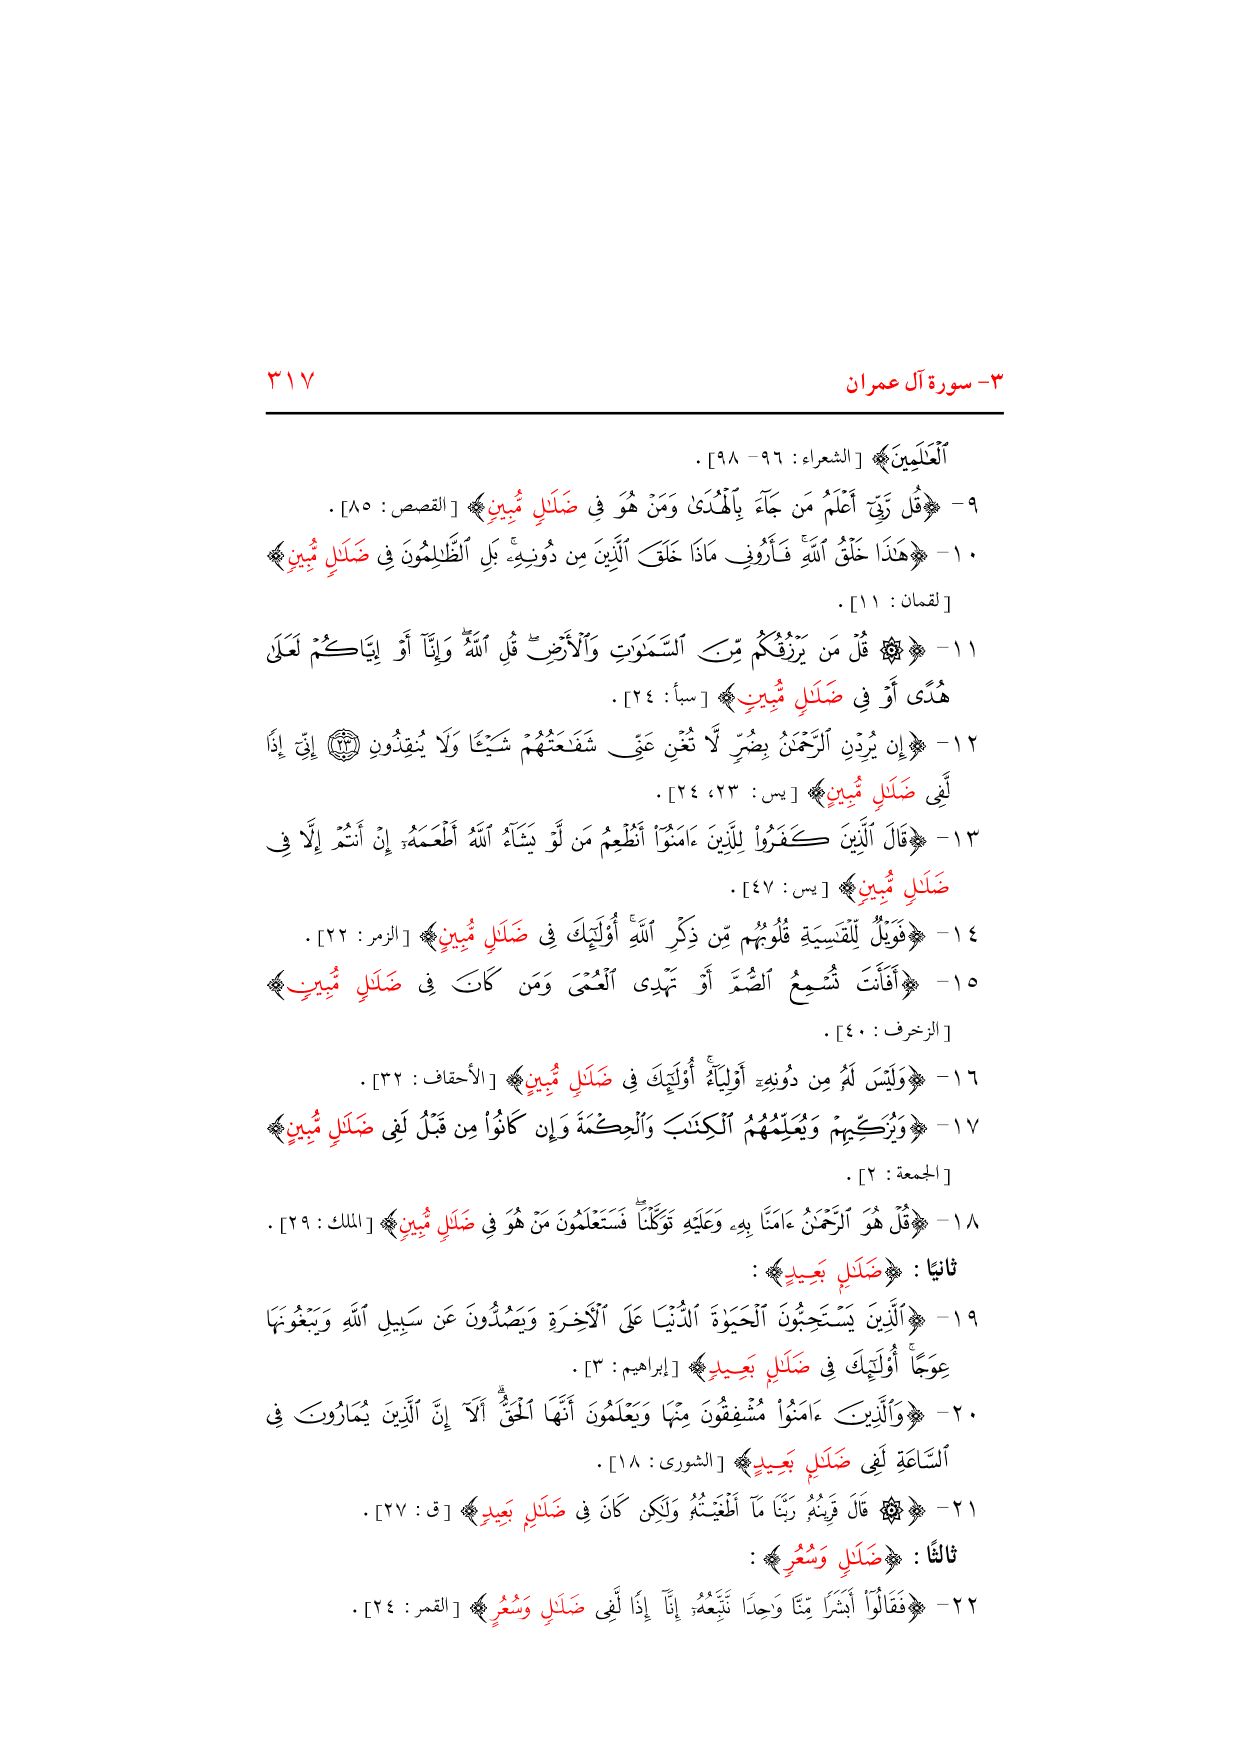 ٣- سورة آل عمران ٣١٧
ٱلْعَٰلَمِينَ﴾ [الشعراء: ٩٦- ٩٨].
٩- ﴿قُل رَّبِّىٓ أَعْلَمُ مَن جَآءَ بِٱلْهُدَىٰ وَمَنْ هُوَ فِى ضَلَٰلٍ مُّبِينٍ﴾ [القصص: ٨٥].
١٠- ﴿هَٰذَا خَلْقُ ٱللَّهِ فَأَرُونِى مَاذَا خَلَقَ ٱلَّذِينَ مِن دُونِهِۦۚ بَلِ ٱلظَّٰلِمُونَ فِى ضَلَٰلٍ مُّبِينٍ﴾
[لقمان: ١١].
١١- ﴿۞ قُلْ مَن يَرْزُقُكُم مِّنَ ٱلسَّمَٰوَٰتِ وَٱلْأَرْضِۖ قُلِ ٱللَّهُۖ وَإِنَّآ أَوْ إِيَّاكُمْ لَعَلَىٰ
هُدًى أَوْ فِى ضَلَٰلٍ مُّبِينٍ﴾ [سبأ: ٢٤].
١٢- ﴿إِن يُرِدْنِ ٱلرَّحْمَٰنُ بِضُرٍّ لَّا تُغْنِ عَنِّى شَفَٰعَتُهُمْ شَيْـًٔا وَلَا يُنقِذُونِ ٢٣ إِنِّىٓ إِذًا
لَّفِى ضَلَٰلٍ مُّبِينٍ﴾ [يس: ٢٣، ٢٤].
١٣- ﴿قَالَ ٱلَّذِينَ كَفَرُوا۟ لِلَّذِينَ ءَامَنُوٓا۟ أَنُطْعِمُ مَن لَّوْ يَشَآءُ ٱللَّهُ أَطْعَمَهُۥٓ إِنْ أَنتُمْ إِلَّا فِى
ضَلَٰلٍ مُّبِينٍ﴾ [يس: ٤٧].
١٤- ﴿فَوَيْلٌ لِّلْقَٰسِيَةِ قُلُوبُهُم مِّن ذِكْرِ ٱللَّهِۚ أُو۟لَٰٓئِكَ فِى ضَلَٰلٍ مُّبِينٍ﴾ [الزمر: ٢٢].
١٥- ﴿أَفَأَنتَ تُسْمِعُ ٱلصُّمَّ أَوْ تَهْدِى ٱلْعُمْىَ وَمَن كَانَ فِى ضَلَٰلٍ مُّبِينٍ﴾
[الزخرف: ٤٠].
١٦- ﴿وَلَيْسَ لَهُۥ مِن دُونِهِۦٓ أَوْلِيَآءُۚ أُو۟لَٰٓئِكَ فِى ضَلَٰلٍ مُّبِينٍ﴾ [الأحقاف: ٣٢].
١٧- ﴿وَيُزَكِّيهِمْ وَيُعَلِّمُهُمُ ٱلْكِتَٰبَ وَٱلْحِكْمَةَ وَإِن كَانُوا۟ مِن قَبْلُ لَفِى ضَلَٰلٍ مُّبِينٍ﴾
[الجمعة: ٢].
١٨- ﴿قُلْ هُوَ ٱلرَّحْمَٰنُ ءَامَنَّا بِهِۦ وَعَلَيْهِ تَوَكَّلْنَاۖ فَسَتَعْلَمُونَ مَنْ هُوَ فِى ضَلَٰلٍ مُّبِينٍ﴾ [الملك: ٢٩].
ثانيًا: ﴿ضَلَٰلٍۭ بَعِيدٍ﴾:
١٩- ﴿ٱلَّذِينَ يَسْتَحِبُّونَ ٱلْحَيَوٰةَ ٱلدُّنْيَا عَلَى ٱلْءَاخِرَةِ وَيَصُدُّونَ عَن سَبِيلِ ٱللَّهِ وَيَبْغُونَهَا
عِوَجًاۚ أُو۟لَٰٓئِكَ فِى ضَلَٰلٍۭ بَعِيدٍ﴾ [إبراهيم: ٣].
٢٠- ﴿وَٱلَّذِينَ ءَامَنُوا۟ مُشْفِقُونَ مِنْهَا وَيَعْلَمُونَ أَنَّهَا ٱلْحَقُّۗ أَلَآ إِنَّ ٱلَّذِينَ يُمَارُونَ فِى
ٱلسَّاعَةِ لَفِى ضَلَٰلٍۭ بَعِيدٍ﴾ [الشورى: ١٨].
٢١- ﴿۞ قَالَ قَرِينُهُۥ رَبَّنَا مَآ أَطْغَيْتُهُۥ وَلَٰكِن كَانَ فِى ضَلَٰلٍۭ بَعِيدٍ﴾ [ق: ٢٧].
ثالثًا: ﴿ضَلَٰلٍ وَسُعُرٍ﴾:
٢٢- ﴿فَقَالُوٓا۟ أَبَشَرًا مِّنَّا وَٰحِدًا نَّتَّبِعُهُۥٓ إِنَّآ إِذًا لَّفِى ضَلَٰلٍ وَسُعُرٍ﴾ [القمر: ٢٤].